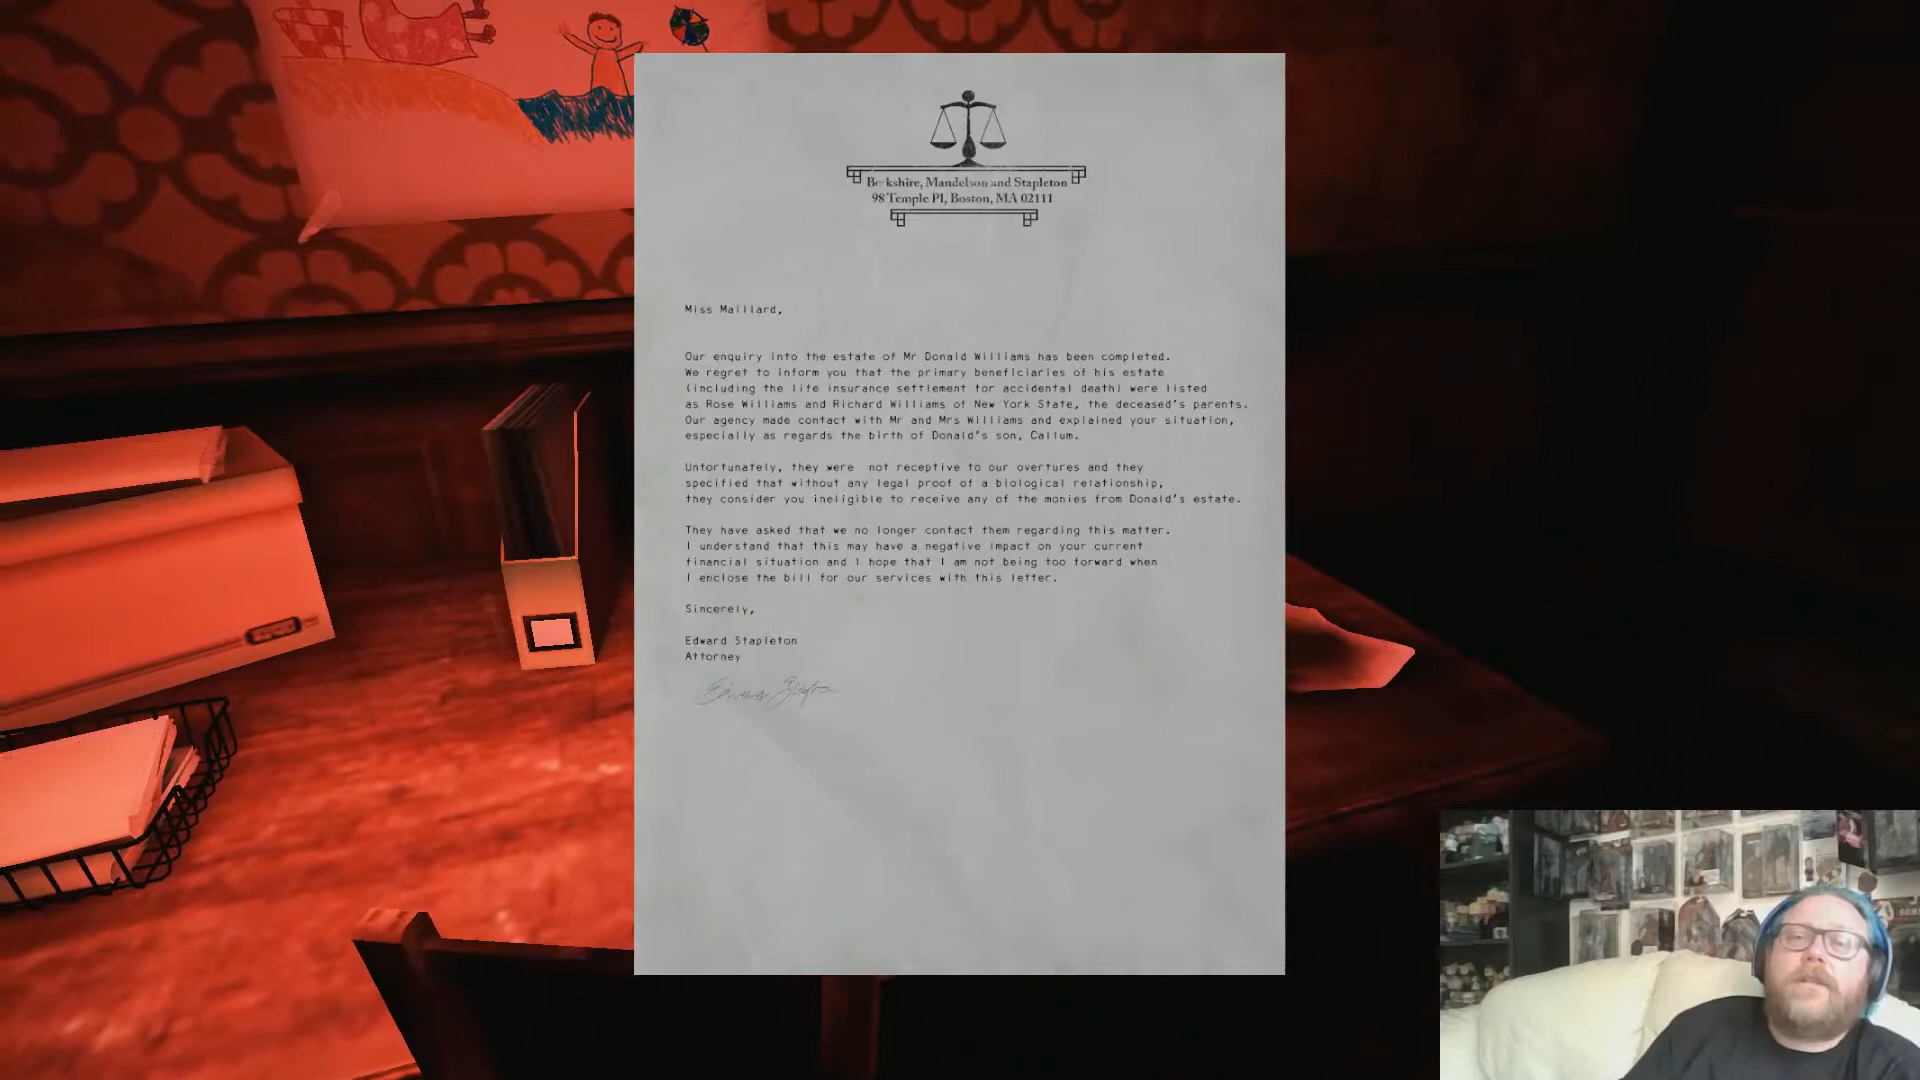 Berkshire, Mandelson and Stapleton
98 Temple Pl, Boston, MA 02111
Miss Maillard,
Our enquiry into the estate of Mr Donald Williams has been completed.
We regret to inform you that the primary beneficiaries of his estate
(including the life insurance settlement for accidental death) were listed
as Rose Williams and Richard Williams of New York State, the deceased's parents.
Our agency made contact with Mr and Mrs Williams and explained your situation,
especially as regards the birth of Donald's son, Callum.
Unfortunately, they were  not receptive to our overtures and they
specified that without any legal proof of a biological relationship,
they consider you ineligible to receive any of the monies from Donald's estate.
They have asked that we no longer contact them regarding this matter.
I understand that this may have a negative impact on your current
financial situation and I hope that I am not being too forward when
I enclose the bill for our services with this letter.
Sincerely,
Edward Stapleton
Attorney